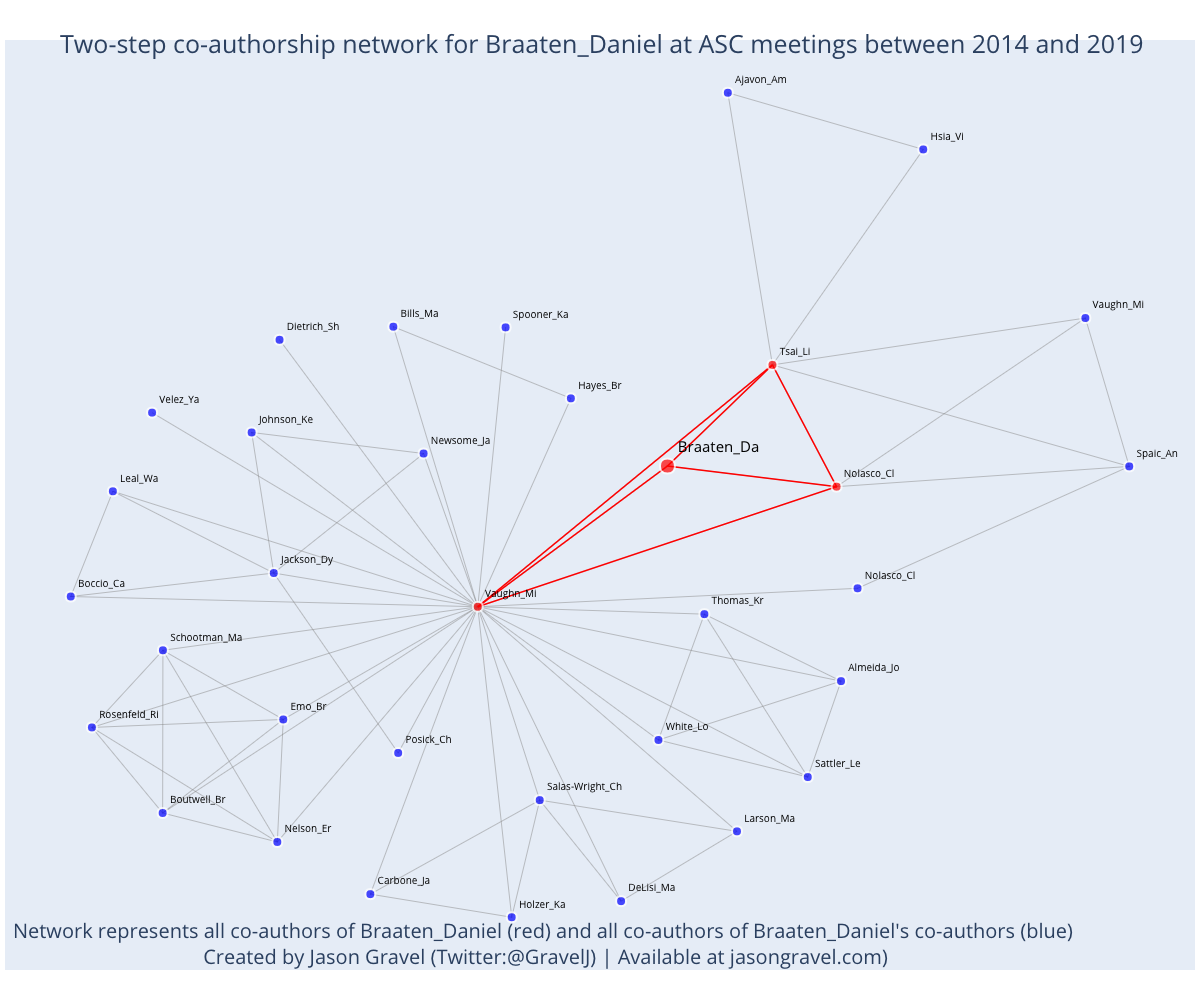 Two-step co-authorship network for Braaten_Daniel at ASC meetings between 2014 and 2019
Ajavon_Am
Hsia_Vi
Vaughn_Mi
Bills_Ma
Spooner_Ka
Dietrich_Sh
Tsai_Li
Hayes_Br
Velez_Ya
Johnson_Ke
Newsome_Ja
Braaten_Da
Spaic_An
Leal_Wa
Nolasco_Cl
Jackson_Dy
Nolasco_Cl
Boccio_Ca
Vaughn_Mi
Thomas_Kr
Schootman_Ma
Almeida_Jo
Emo_Br
Rosenfeld_Ri
White_Lo
Posick_Ch
Sattler_Le
Salas-Wright_Ch
Boutwell_Br
Larson_Ma
Nelson_Er
Carbone_Ja
DeLisi_Ma
Holzer_Ka
Network represents all co-authors of Braaten_Daniel (red) and all co-authors of Braaten_Daniel's co-authors (blue)
Created by Jason Gravel (Twitter:@GravelJ) | Available at jasongravel.com)